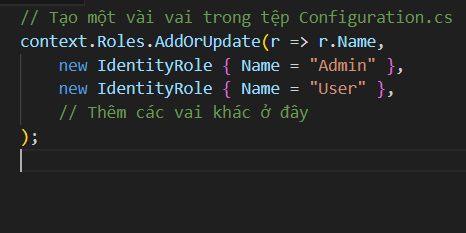 // Tạo một vài vai trong tệp Configuration.cs
context.Roles.AddOrUpdate(r => r.Name,
    new IdentityRole { Name = "Admin" },
    new IdentityRole { Name = "User" },
    // Thêm các vai khác ở đây
);